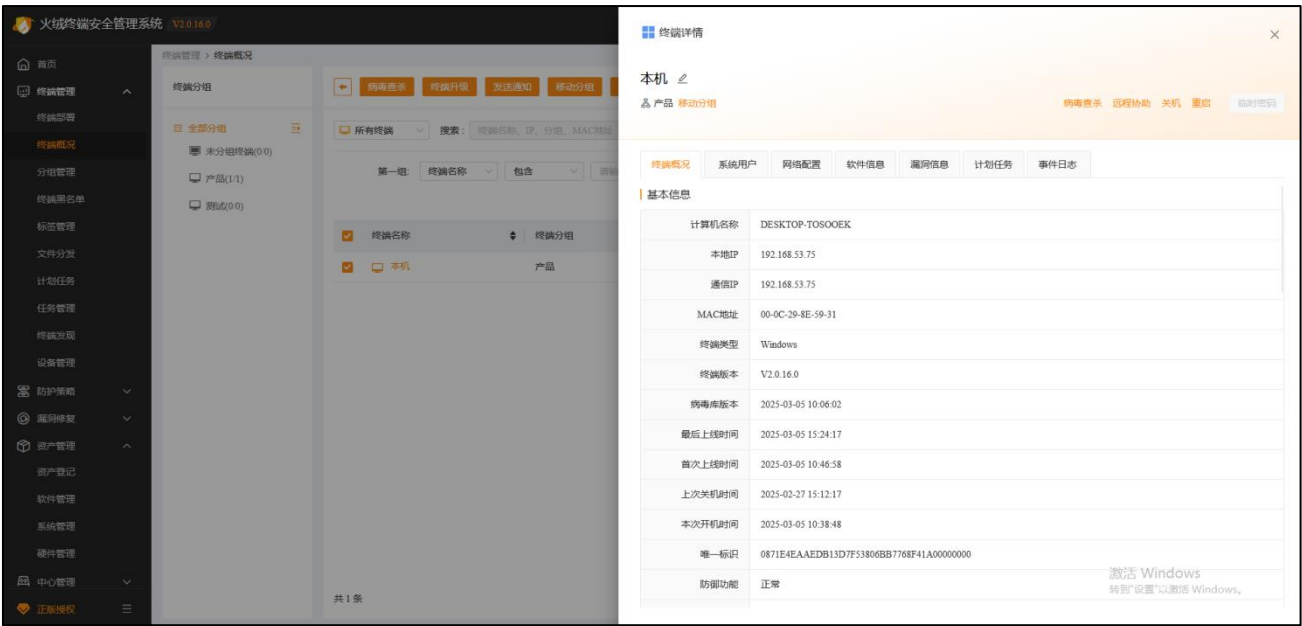 火绒终端安全管理系统 V2.0.16.0
首页
终端管理
终端部署
终端概况
分组管理
终端黑名单
标签管理
文件分发
计划任务
任务管理
终端发现
设备管理
防护策略
漏洞修复
资产管理
资产登记
软件管理
系统管理
硬件管理
中心管理
正版授权
终端管理 > 终端概况
终端分组
全部分组
未分组终端(0/0)
产品(1/1)
测试(0/0)
病毒查杀 终端升级 发送通知 移动分组
所有终端 搜索: 终端名称、IP、分组、MAC地址
第一组: 终端名称 包含
终端名称 终端分组
本机 产品
共 1 条
终端详情
本机
产品 移动分组
病毒查杀 远程协助 关机 重启 临时密码
终端概况 系统用户 网络配置 软件信息 漏洞信息 计划任务 事件日志
基本信息
计算机名称 DESKTOP-TOSOOEK
本地IP 192.168.53.75
通信IP 192.168.53.75
MAC地址 00-0C-29-8E-59-31
终端类型 Windows
终端版本 V2.0.16.0
病毒库版本 2025-03-05 10:06:02
最后上线时间 2025-03-05 15:24:17
首次上线时间 2025-03-05 10:46:58
上次关机时间 2025-02-27 15:12:17
本次开机时间 2025-03-05 10:38:48
唯一标识 0871E4EAAEDB13D7F53806BB7768F41A00000000
防御功能 正常
激活 Windows
转到"设置"以激活 Windows。